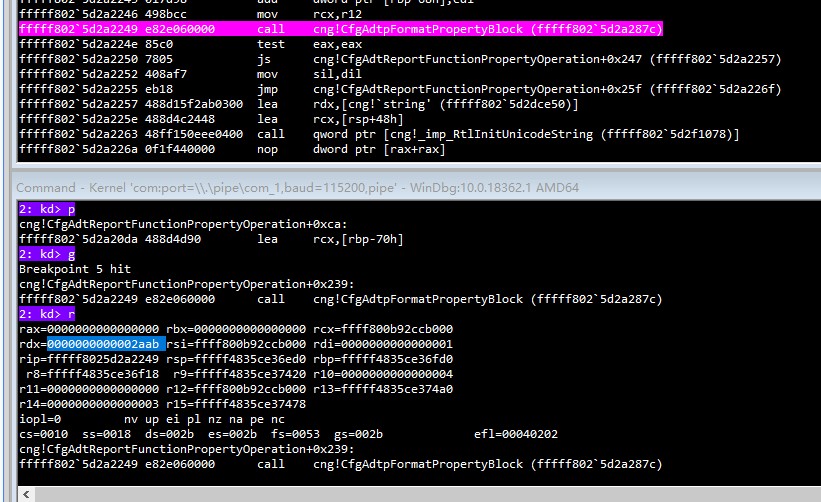 fffff802`5d2a2246 498bcc mov rcx,r12
fffff802`5d2a2249 e82e060000 call cng!CfgAdtpFormatPropertyBlock (fffff802`5d2a287c)
fffff802`5d2a224e 85c0 test eax,eax
fffff802`5d2a2250 7805 js cng!CfgAdtReportFunctionPropertyOperation+0x247 (fffff802`5d2a2257)
fffff802`5d2a2252 408af7 mov sil,dil
fffff802`5d2a2255 eb18 jmp cng!CfgAdtReportFunctionPropertyOperation+0x25f (fffff802`5d2a226f)
fffff802`5d2a2257 488d15f2ab0300 lea rdx,[cng!`string' (fffff802`5d2dce50)]
fffff802`5d2a225e 488d4c2448 lea rcx,[rsp+48h]
fffff802`5d2a2263 48ff150eee0400 call qword ptr [cng!_imp_RtlInitUnicodeString (fffff802`5d2f1078)]
fffff802`5d2a226a 0f1f440000 nop dword ptr [rax+rax]
Command - Kernel 'com:port=\\.\pipe\com_1,baud=115200,pipe' - WinDbg:10.0.18362.1 AMD64
2: kd> p
cng!CfgAdtReportFunctionPropertyOperation+0xca:
fffff802`5d2a20da 488d4d90 lea rcx,[rbp-70h]
2: kd> g
Breakpoint 5 hit
cng!CfgAdtReportFunctionPropertyOperation+0x239:
fffff802`5d2a2249 e82e060000 call cng!CfgAdtpFormatPropertyBlock (fffff802`5d2a287c)
2: kd> r
rax=0000000000000000 rbx=0000000000000000 rcx=ffff800b92ccb000
rdx=0000000000002aab rsi=ffff800b92ccb000 rdi=0000000000000001
rip=fffff8025d2a2249 rsp=fffff4835ce36ed0 rbp=fffff4835ce36fd0
r8=fffff4835ce36f18 r9=fffff4835ce37420 r10=0000000000000004
r11=0000000000000000 r12=ffff800b92ccb000 r13=fffff4835ce374a0
r14=0000000000000003 r15=fffff4835ce37478
iopl=0 nv up ei pl nz na pe nc
cs=0010 ss=0018 ds=002b es=002b fs=0053 gs=002b efl=00040202
cng!CfgAdtReportFunctionPropertyOperation+0x239:
fffff802`5d2a2249 e82e060000 call cng!CfgAdtpFormatPropertyBlock (fffff802`5d2a287c)